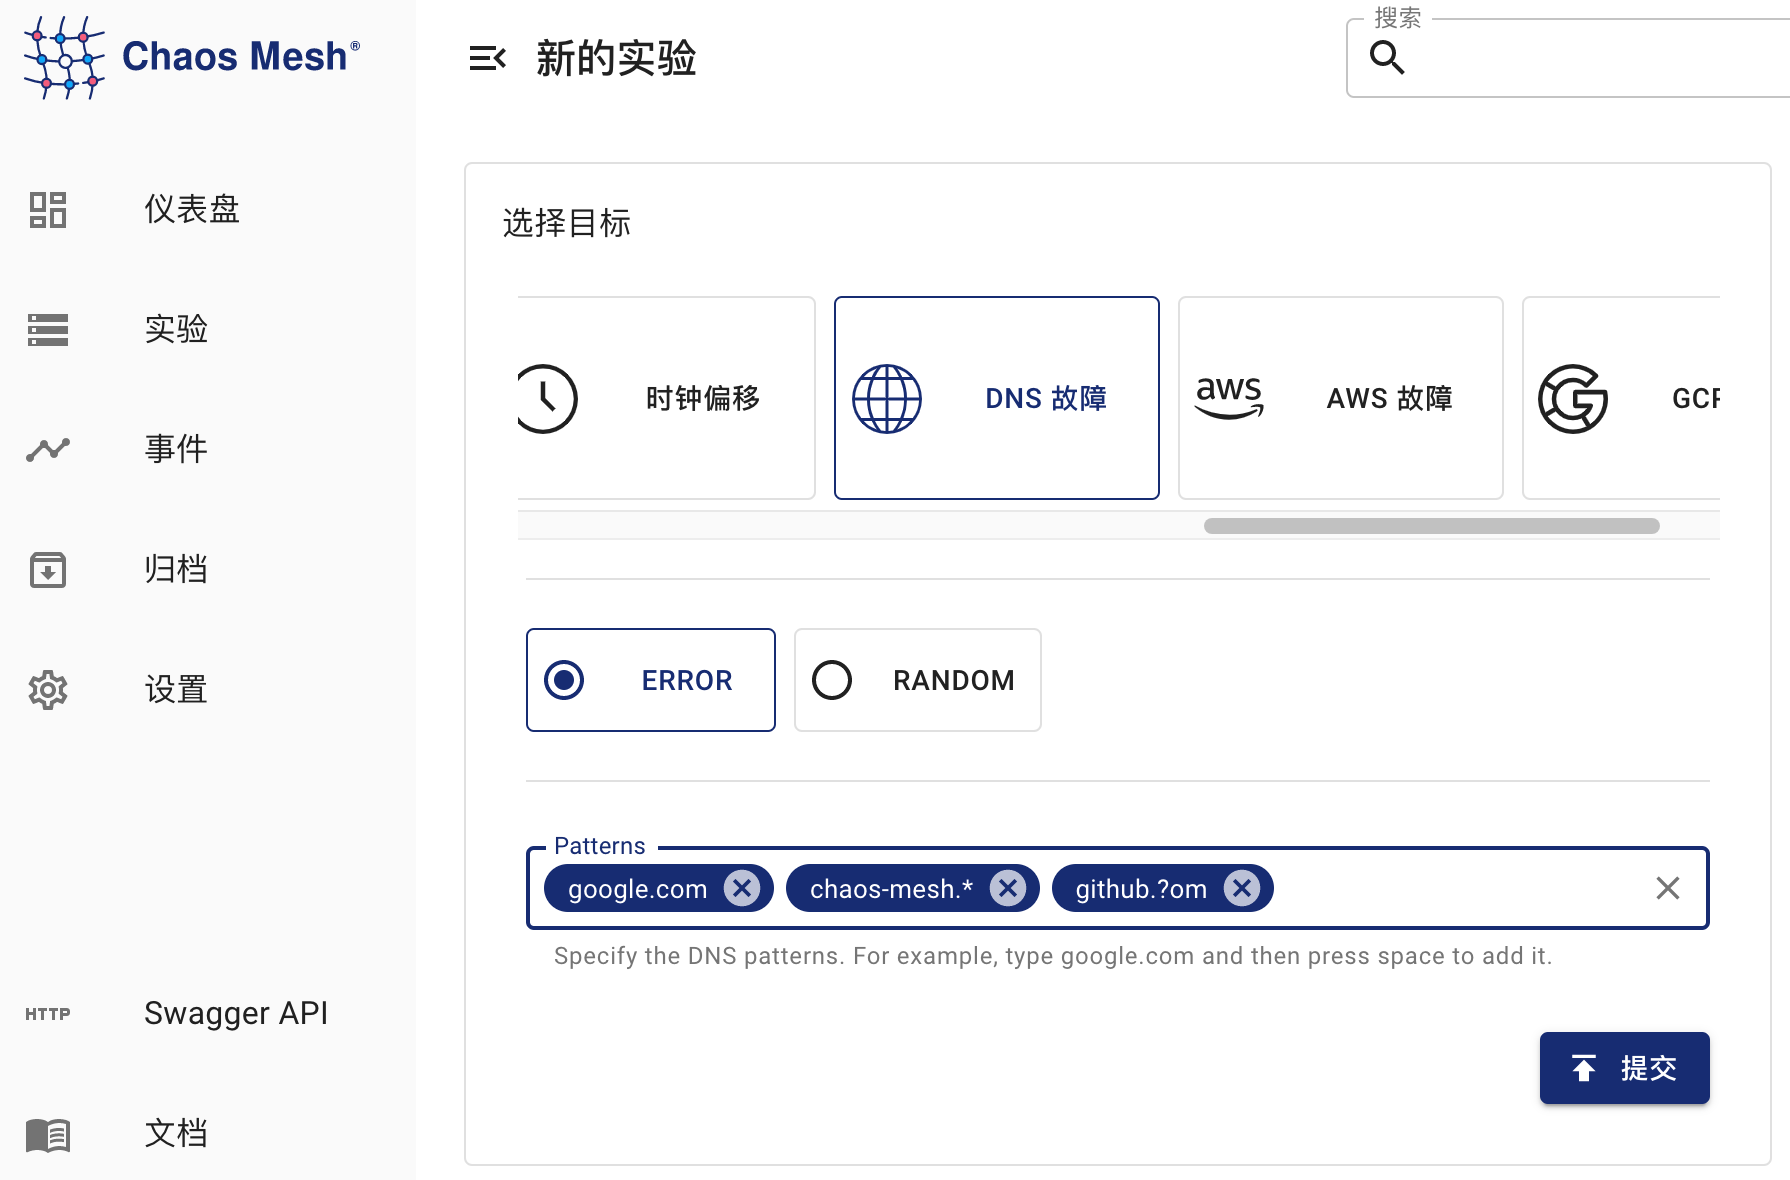 Chaos Mesh®
仪表盘
实验
事件
归档
设置
HTTP Swagger API
文档
新的实验
搜索
选择目标
时钟偏移
DNS 故障
aws AWS 故障
GCP
ERROR
RANDOM
Patterns
google.com chaos-mesh.* github.?om
Specify the DNS patterns. For example, type google.com and then press space to add it.
提交